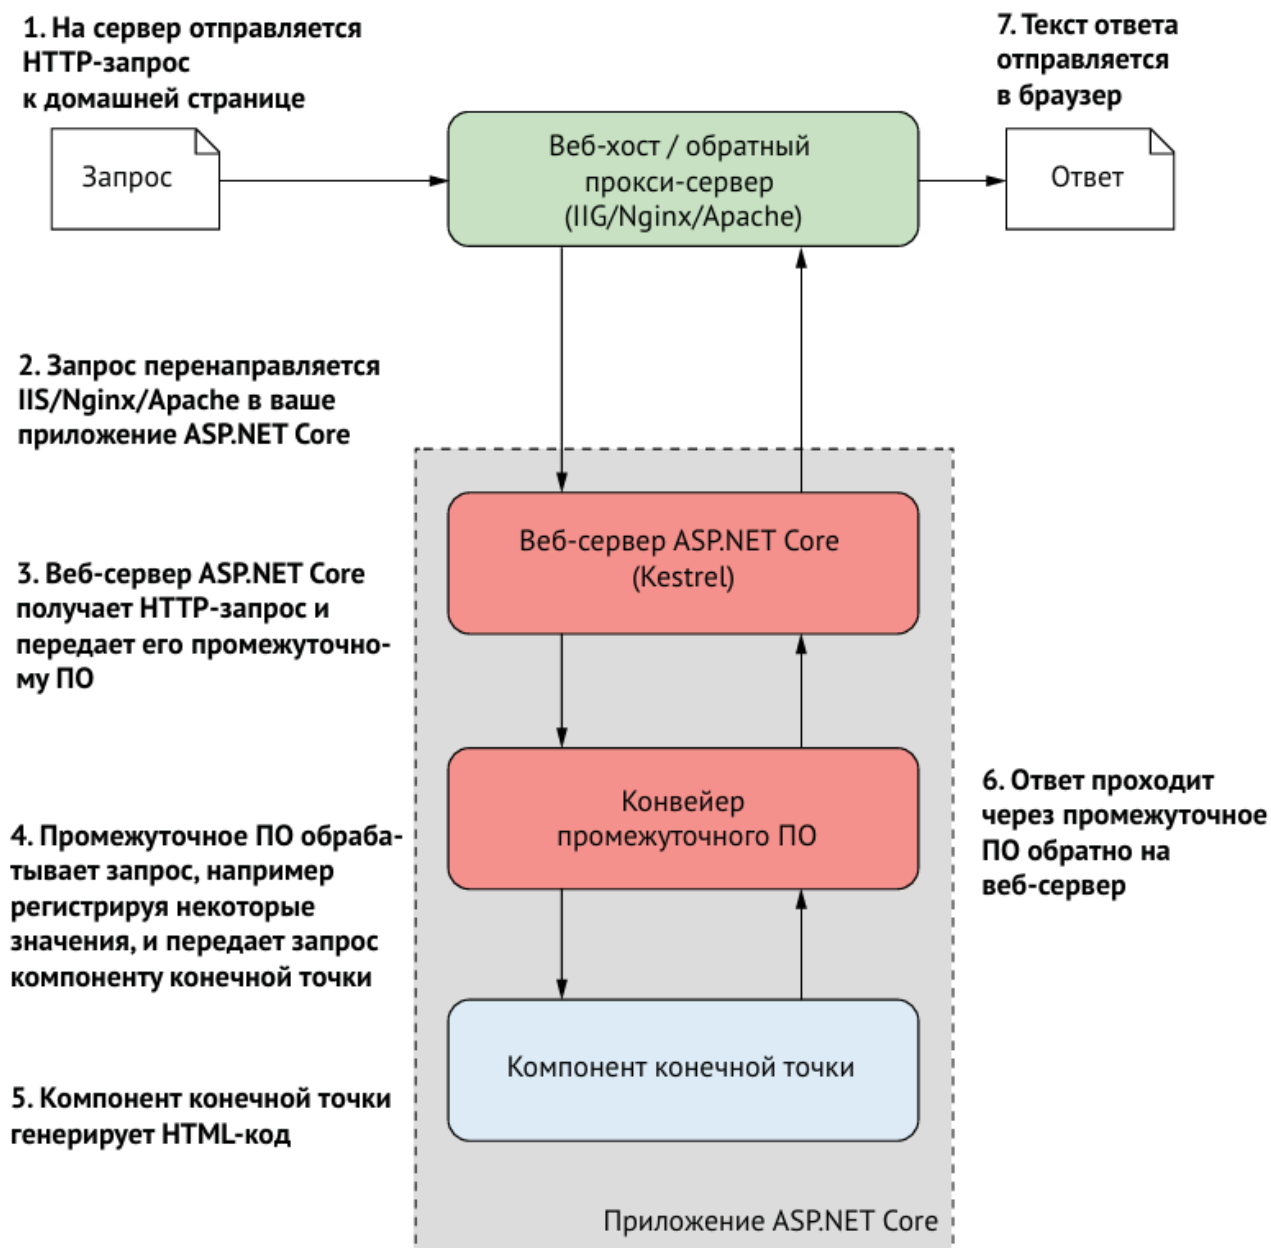 1. На сервер отправляется
HTTP-запрос
к домашней странице
7. Текст ответа
отправляется
в браузер
Запрос
Веб-хост / обратный
прокси-сервер
(IIG/Nginx/Apache)
Ответ
2. Запрос перенаправляется
IIS/Nginx/Apache в ваше
приложение ASP.NET Core
Веб-сервер ASP.NET Core
(Kestrel)
3. Веб-сервер ASP.NET Core
получает HTTP-запрос и
передает его промежуточно-
му ПО
Конвейер
промежуточного ПО
6. Ответ проходит
через промежуточное
ПО обратно на
веб-сервер
4. Промежуточное ПО обраба-
тывает запрос, например
регистрируя некоторые
значения, и передает запрос
компоненту конечной точки
Компонент конечной точки
5. Компонент конечной точки
генерирует HTML-код
Приложение ASP.NET Core